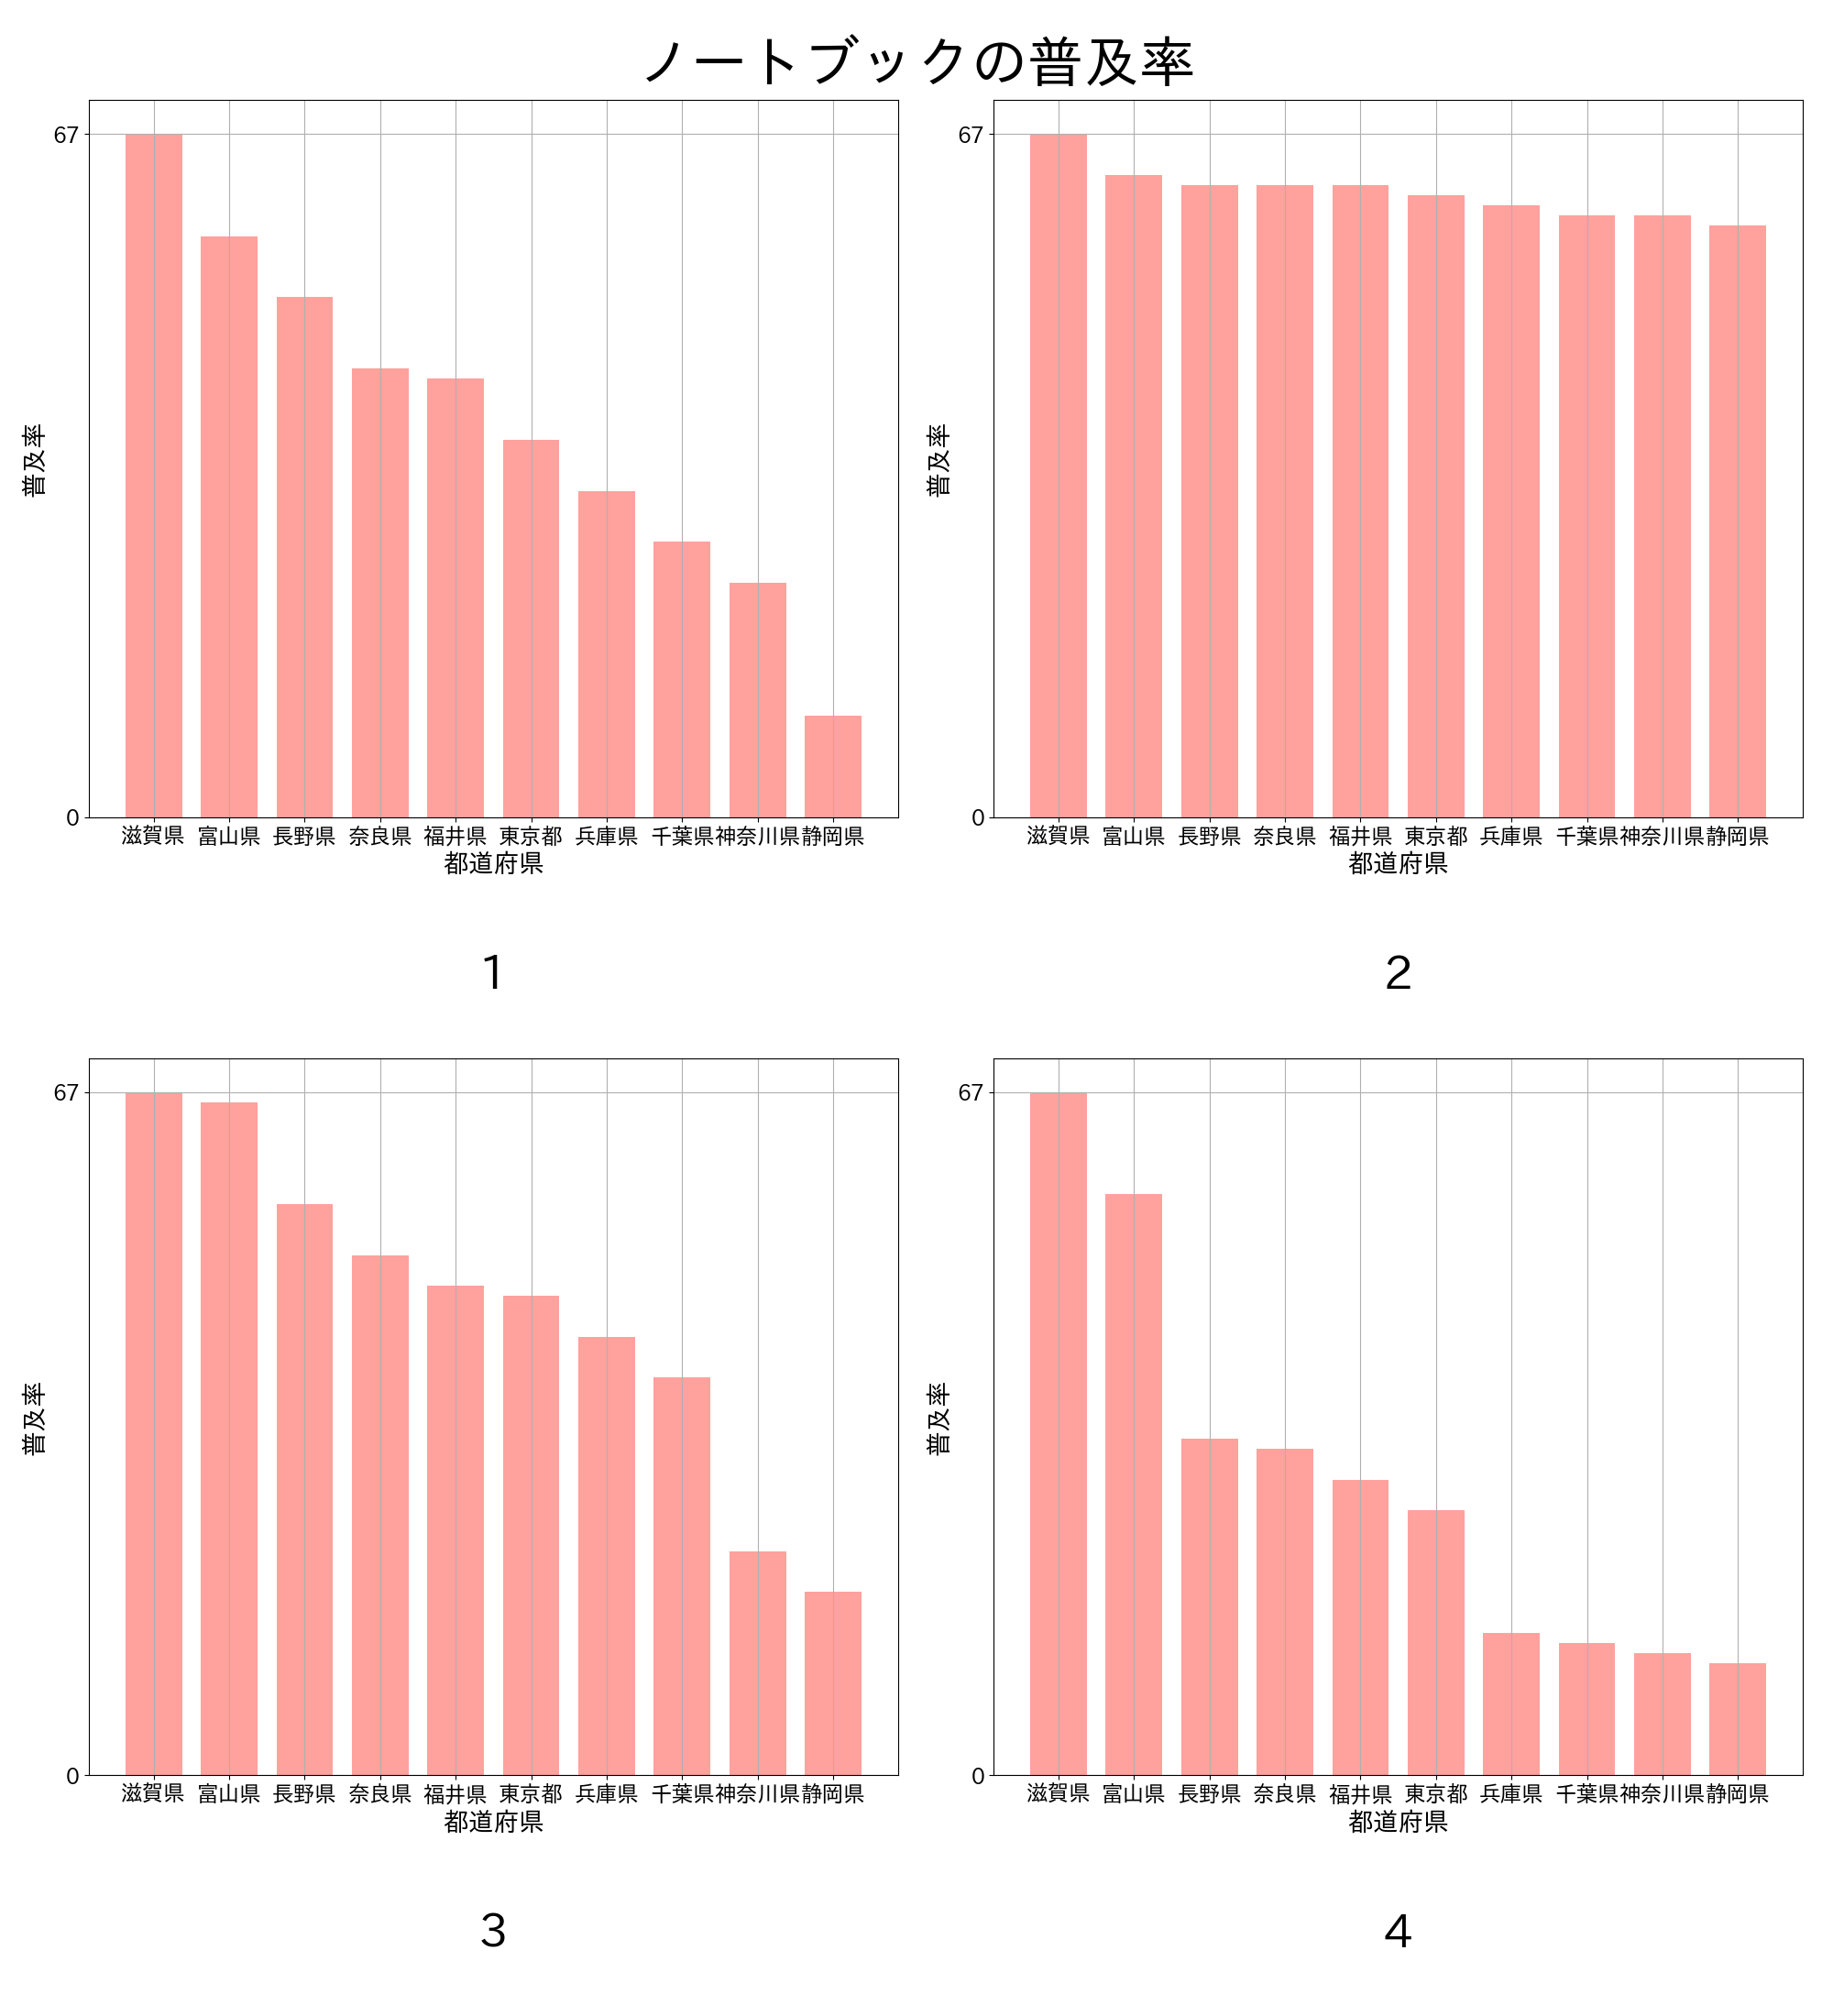 ノートブックの普及率
67
0
普及率
滋賀県 富山県 長野県 奈良県 福井県 東京都 兵庫県 千葉県 神奈川県 静岡県
都道府県
1
67
0
普及率
滋賀県 富山県 長野県 奈良県 福井県 東京都 兵庫県 千葉県 神奈川県 静岡県
都道府県
2
67
0
普及率
滋賀県 富山県 長野県 奈良県 福井県 東京都 兵庫県 千葉県 神奈川県 静岡県
都道府県
3
67
0
普及率
滋賀県 富山県 長野県 奈良県 福井県 東京都 兵庫県 千葉県 神奈川県 静岡県
都道府県
4